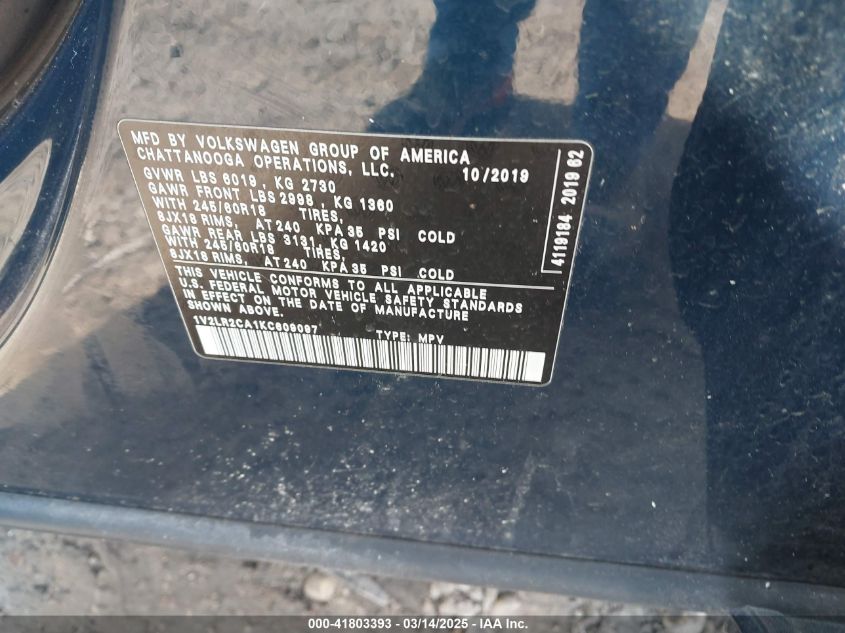 MFD BY VOLKSWAGEN GROUP OF AMERICA
CHATTANOOGA OPERATIONS, LLC. 10/2019
GVWR LBS 6019 , KG 2730
GAWR FRONT LBS 2998 , KG 1360
WITH 245/60R18 TIRES,
8JX18 RIMS, AT 240 KPA 35 PSI COLD
GAWR REAR LBS 3131, KG 1420
WITH 245/60R18 TIRES,
8JX18 RIMS, AT 240 KPA 35 PSI COLD
THIS VEHICLE CONFORMS TO ALL APPLICABLE
U.S. FEDERAL MOTOR VEHICLE SAFETY STANDARDS
IN EFFECT ON THE DATE OF MANUFACTURE
SHOWN ABOVE.
TYPE: MPV
4119184 2019 62
000-41803393 - 03/14/2025 - Copyright © IAA, LLC.